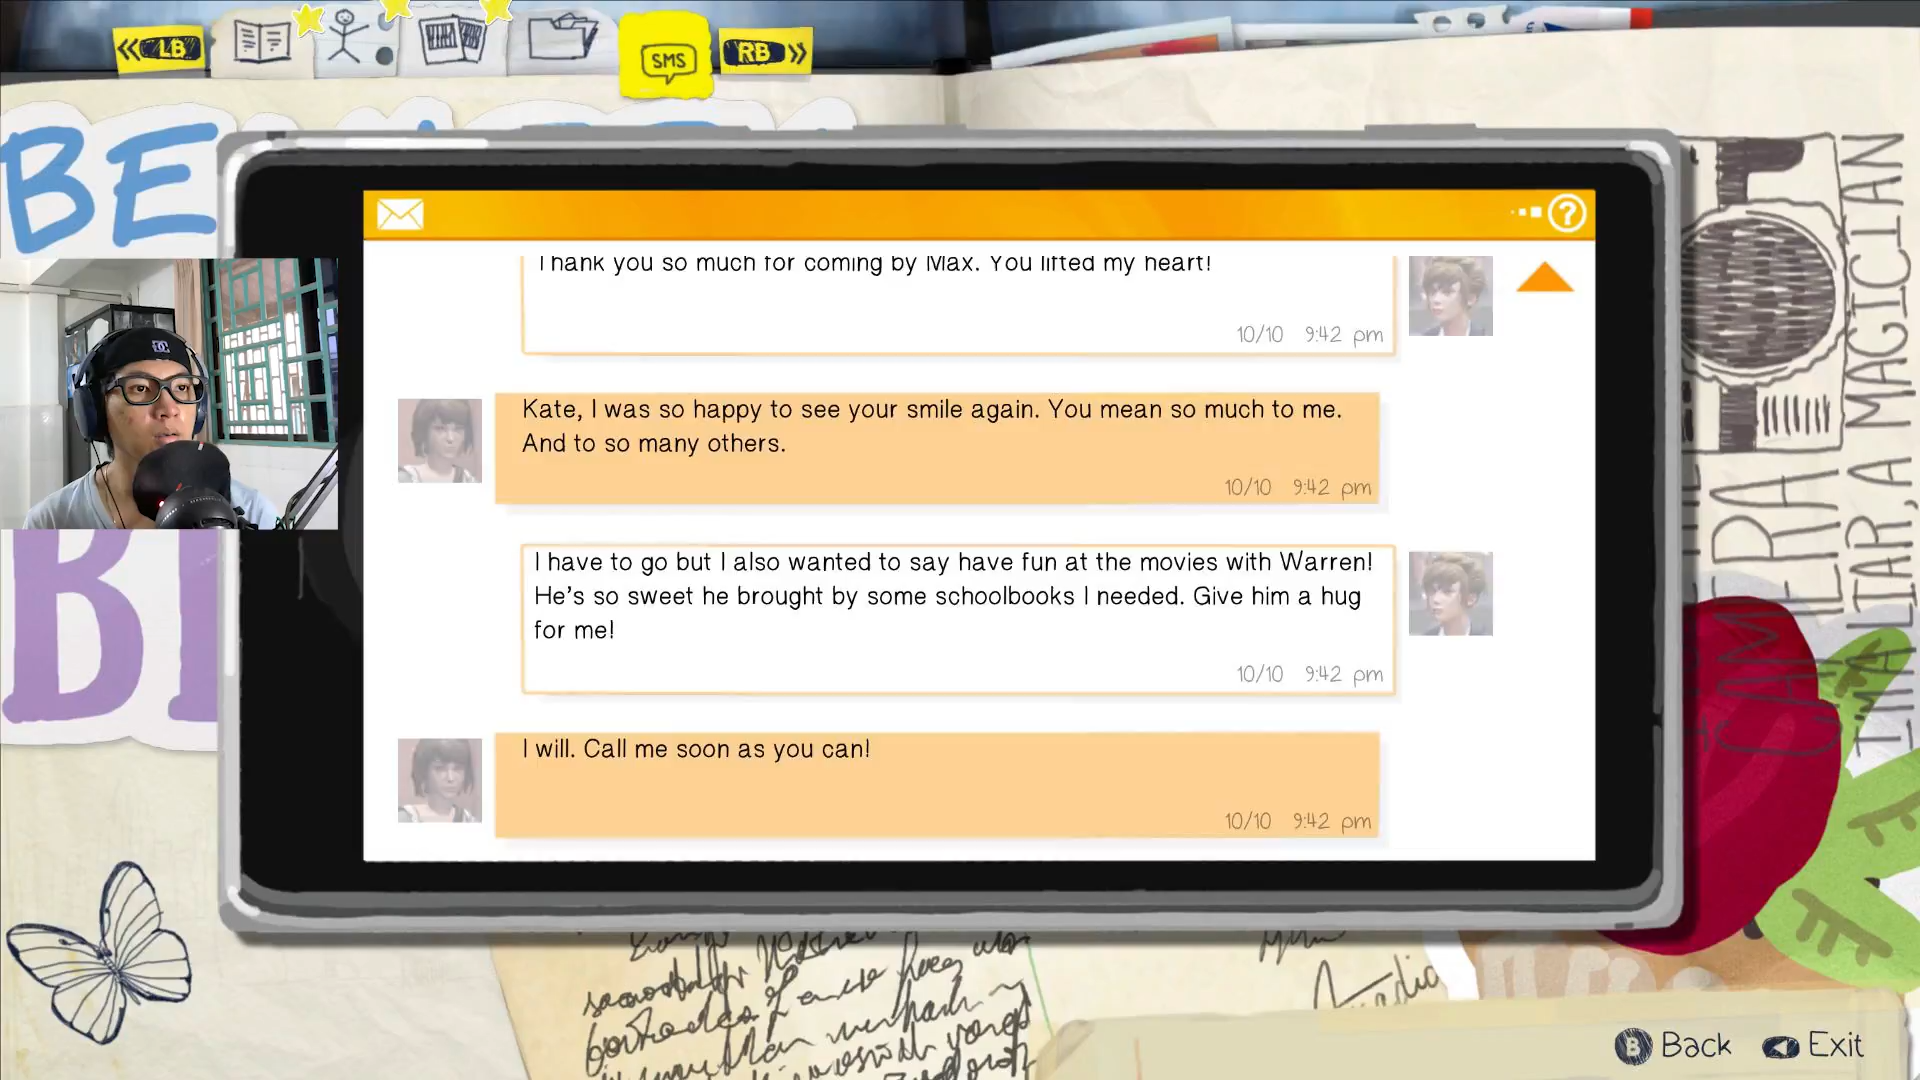 LB
SMS
RB
BE
Thank you so much for coming by Max. You lifted my heart!
10/10 9:42 pm
Kate, I was so happy to see your smile again. You mean so much to me.
And to so many others.
10/10 9:42 pm
I have to go but I also wanted to say have fun at the movies with Warren!
He's so sweet he brought by some schoolbooks I needed. Give him a hug
for me!
10/10 9:42 pm
I will. Call me soon as you can!
10/10 9:42 pm
CAMERA
LIAR, A MAGICIAN
B Back
Exit